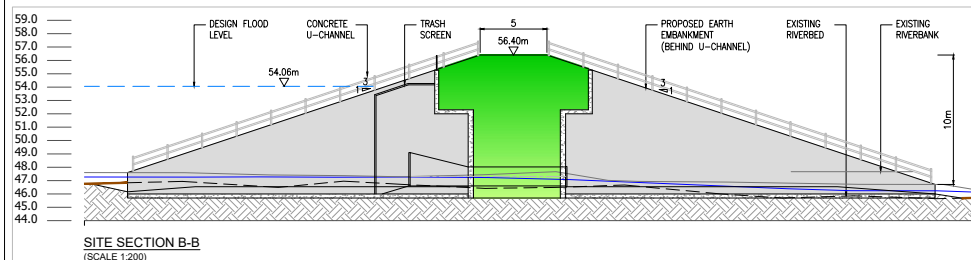 59.0
58.0
57.0
56.0
55.0
54.0
53.0
52.0
51.0
50.0
49.0
48.0
47.0
46.0
45.0
44.0
DESIGN FLOOD
LEVEL
CONCRETE
U-CHANNEL
TRASH
SCREEN
5
56.40m
PROPOSED EARTH
EMBANKMENT
(BEHIND U-CHANNEL)
EXISTING
RIVERBED
EXISTING
RIVERBANK
54.06m
3
1
3
1
10m
SITE SECTION B-B
(SCALE 1:200)